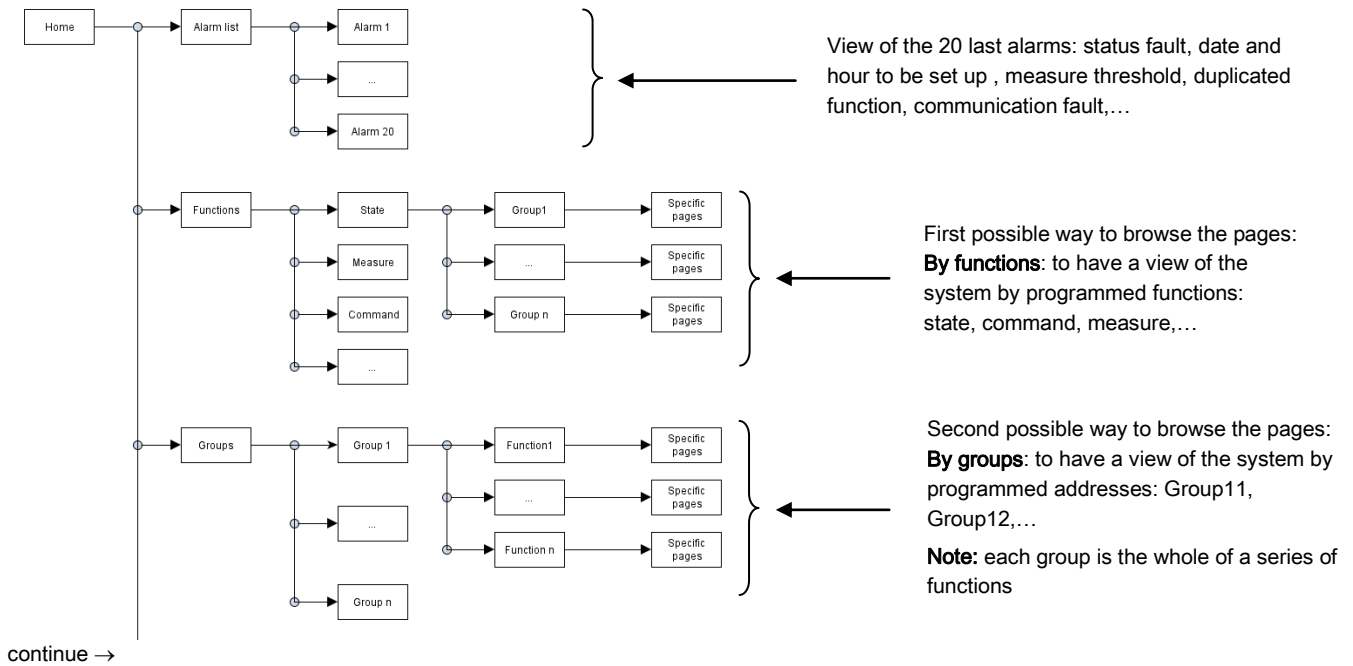 Home
Alarm list
Alarm 1
...
Alarm 20
View of the 20 last alarms: status fault, date and
hour to be set up , measure threshold, duplicated
function, communication fault,…
Functions
State
Group1
Specific
pages
Measure
...
Specific
pages
Command
Group n
Specific
pages
...
First possible way to browse the pages:
By functions: to have a view of the
system by programmed functions:
state, command, measure,…
Groups
Group 1
Function1
Specific
pages
...
...
Specific
pages
Function n
Specific
pages
Group n
Second possible way to browse the pages:
By groups: to have a view of the system by
programmed addresses: Group11,
Group12,…
Note: each group is the whole of a series of
functions
continue →